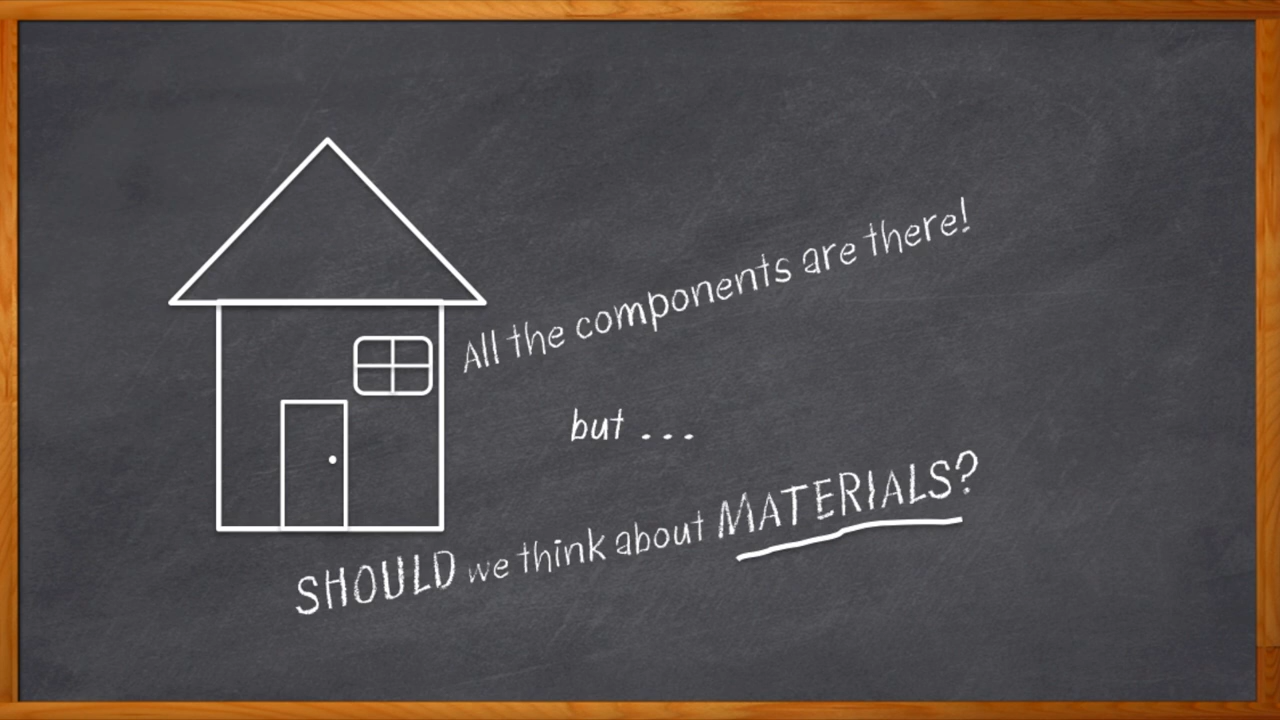 All the components are there!
but ...
SHOULD we think about MATERIALS?